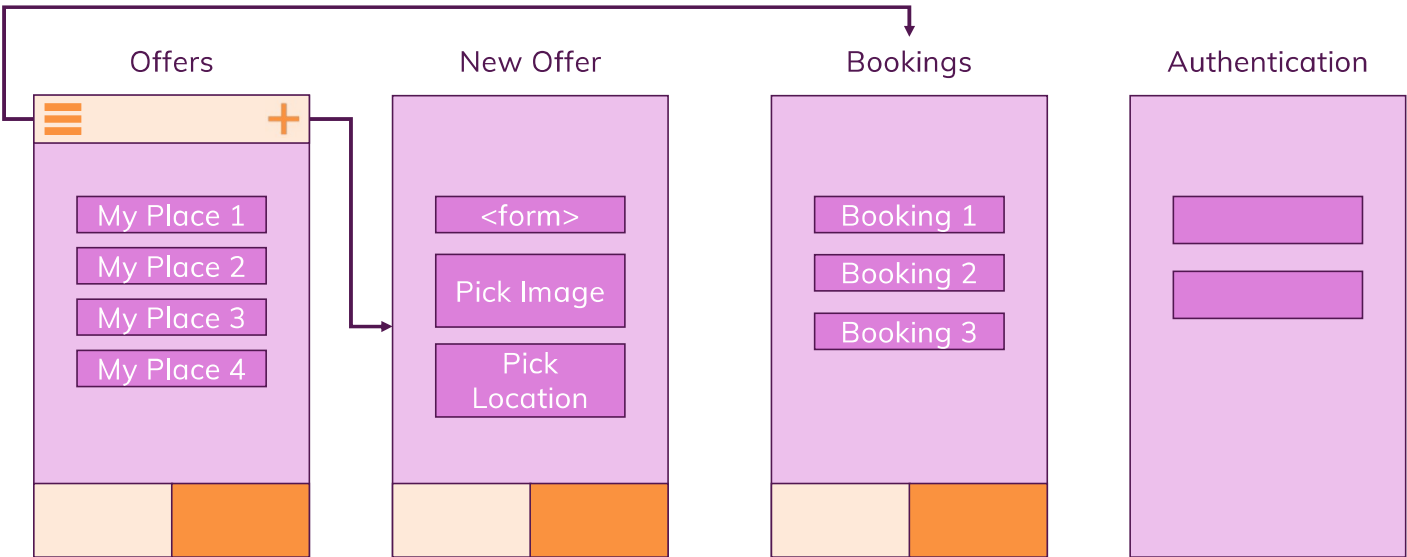 Offers
New Offer
Bookings
Authentication
My Place 1
My Place 2
My Place 3
My Place 4
<form>
Pick Image
Pick
Location
Booking 1
Booking 2
Booking 3